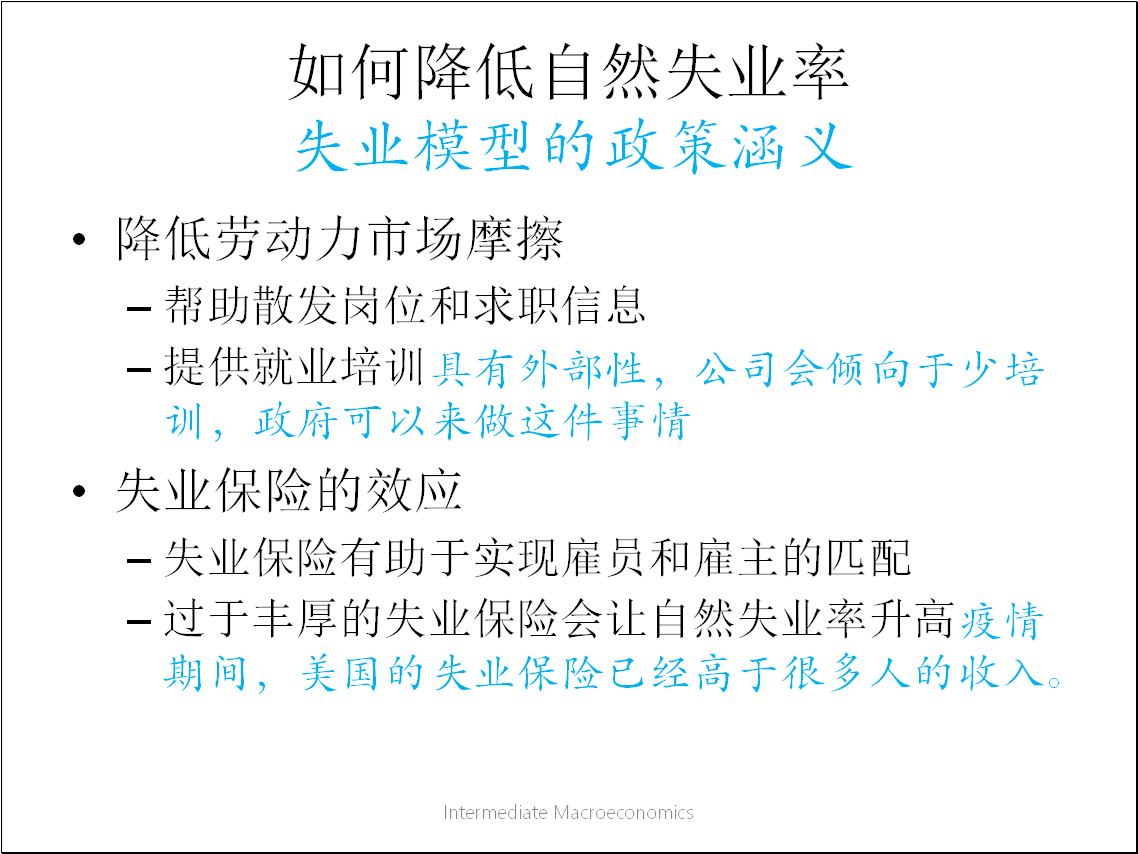 如何降低自然失业率
失业模型的政策涵义
• 降低劳动力市场摩擦
– 帮助散发岗位和求职信息
– 提供就业培训具有外部性，公司会倾向于少培
训，政府可以来做这件事情
• 失业保险的效应
– 失业保险有助于实现雇员和雇主的匹配
– 过于丰厚的失业保险会让自然失业率升高疫情
期间，美国的失业保险已经高于很多人的收入。
Intermediate Macroeconomics